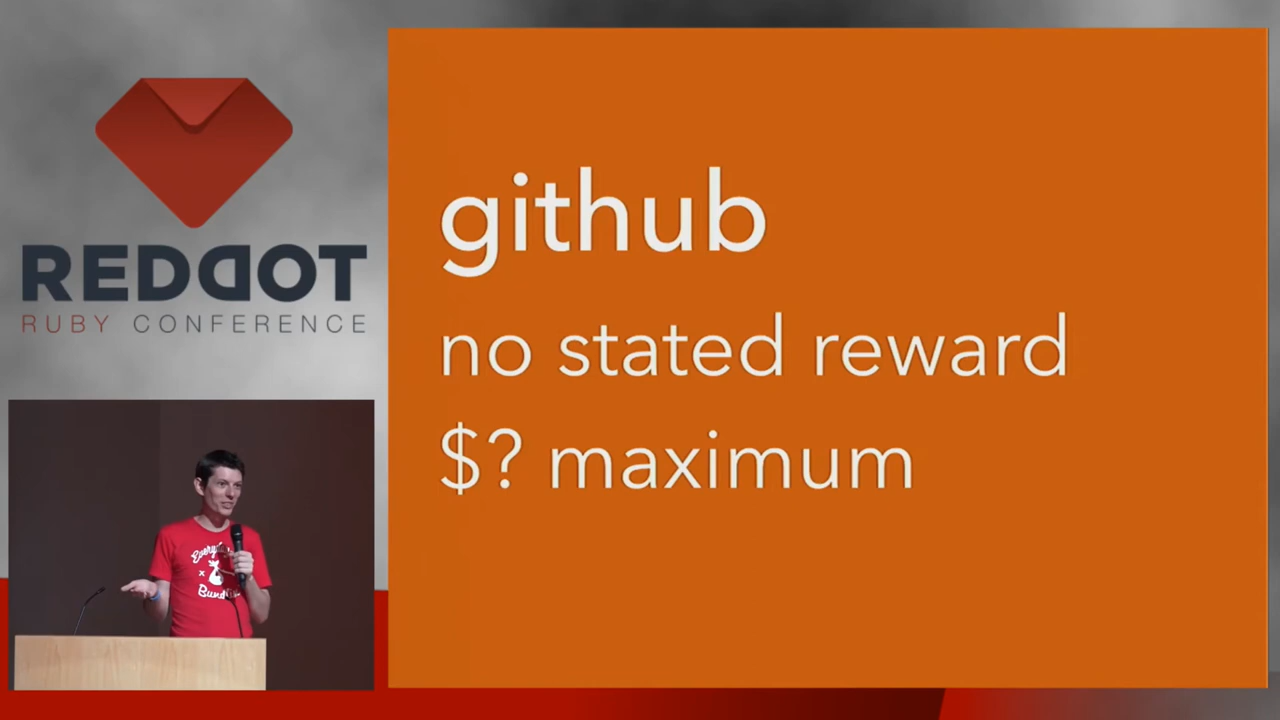 REDDOT
RUBY CONFERENCE
github
no stated reward
$? maximum